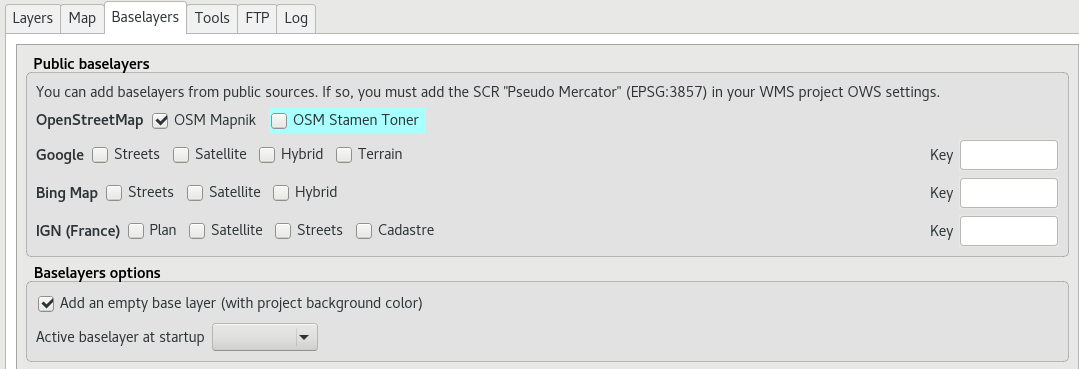 Layers Map Baselayers Tools FTP Log
Public baselayers
You can add baselayers from public sources. If so, you must add the SCR "Pseudo Mercator" (EPSG:3857) in your WMS project OWS settings.
OpenStreetMap OSM Mapnik OSM Stamen Toner
Google Streets Satellite Hybrid Terrain Key
Bing Map Streets Satellite Hybrid Key
IGN (France) Plan Satellite Streets Cadastre Key
Baselayers options
Add an empty base layer (with project background color)
Active baselayer at startup